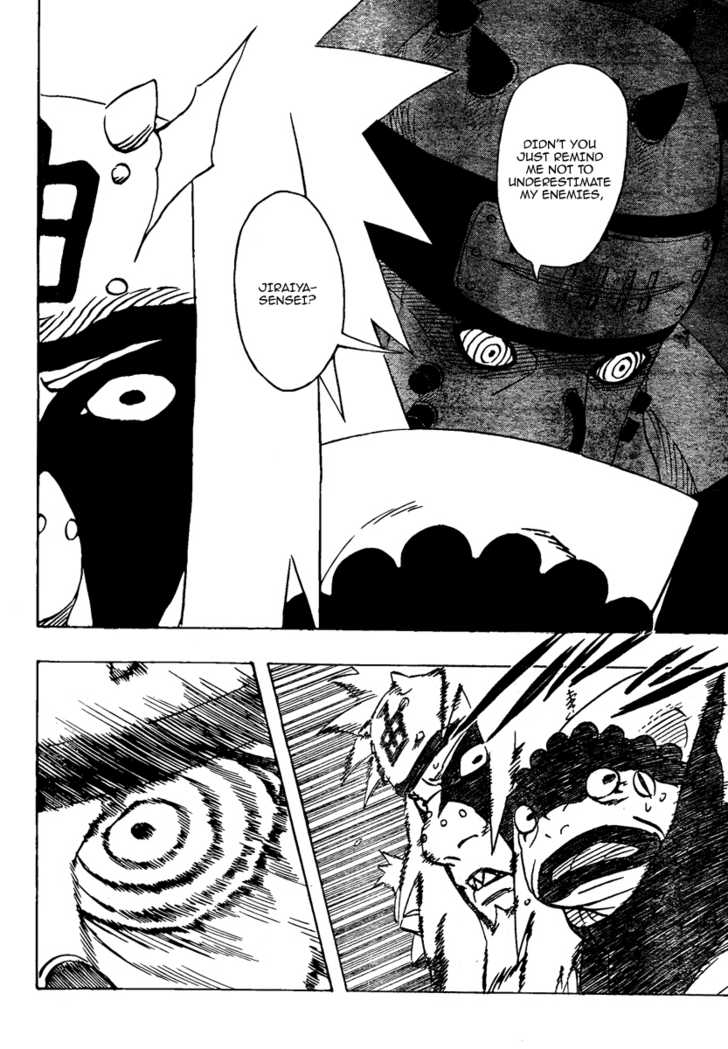 DIDN'T YOU
JUST REMIND
ME NOT TO
UNDERESTIMATE
MY ENEMIES,
JIRAIYA-
SENSEI?